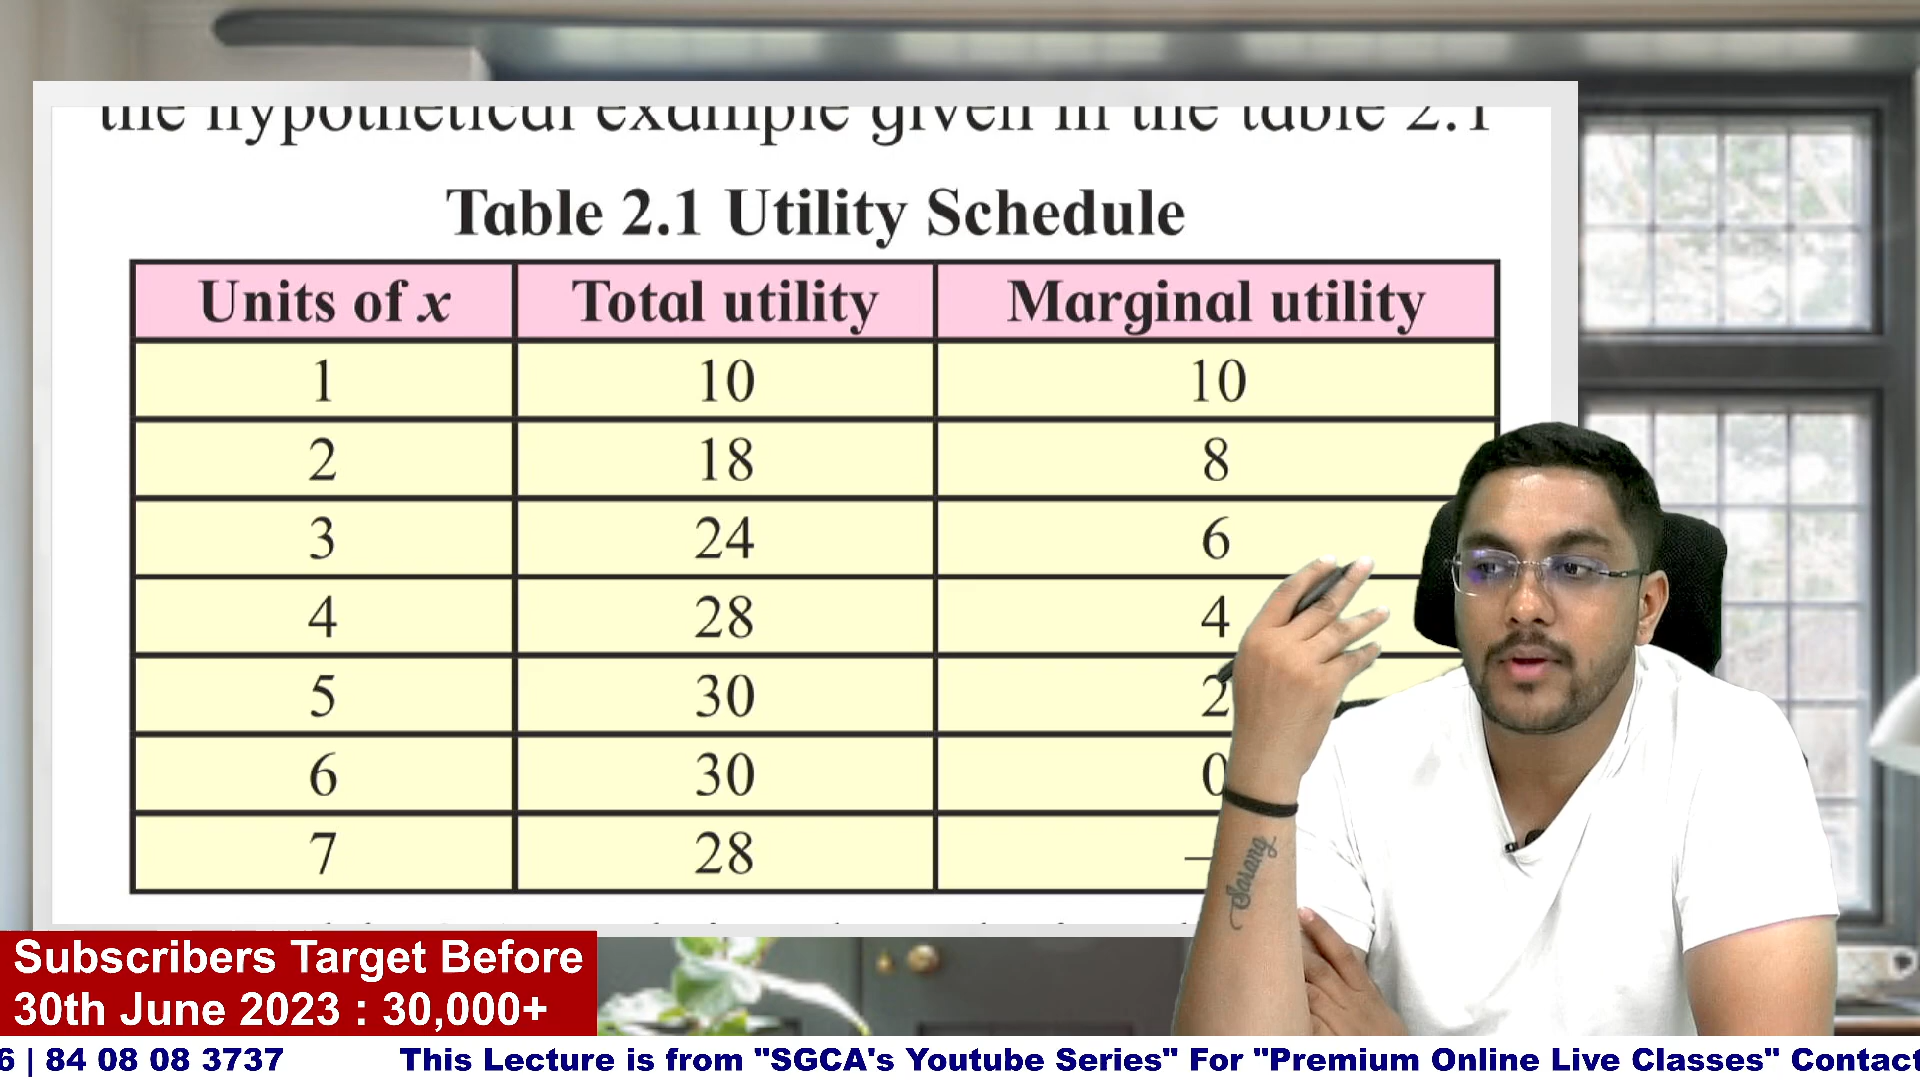 the hypothetical example given in the table 2.1
Table 2.1 Utility Schedule
Units of x Total utility Marginal utility
1 10 10
2 18 8
3 24 6
4 28 4
5 30 2
6 30 0
7 28 –
Sarang
Subscribers Target Before
30th June 2023 : 30,000+
6 | 84 08 08 3737 This Lecture is from "SGCA's Youtube Series" For "Premium Online Live Classes" Contact